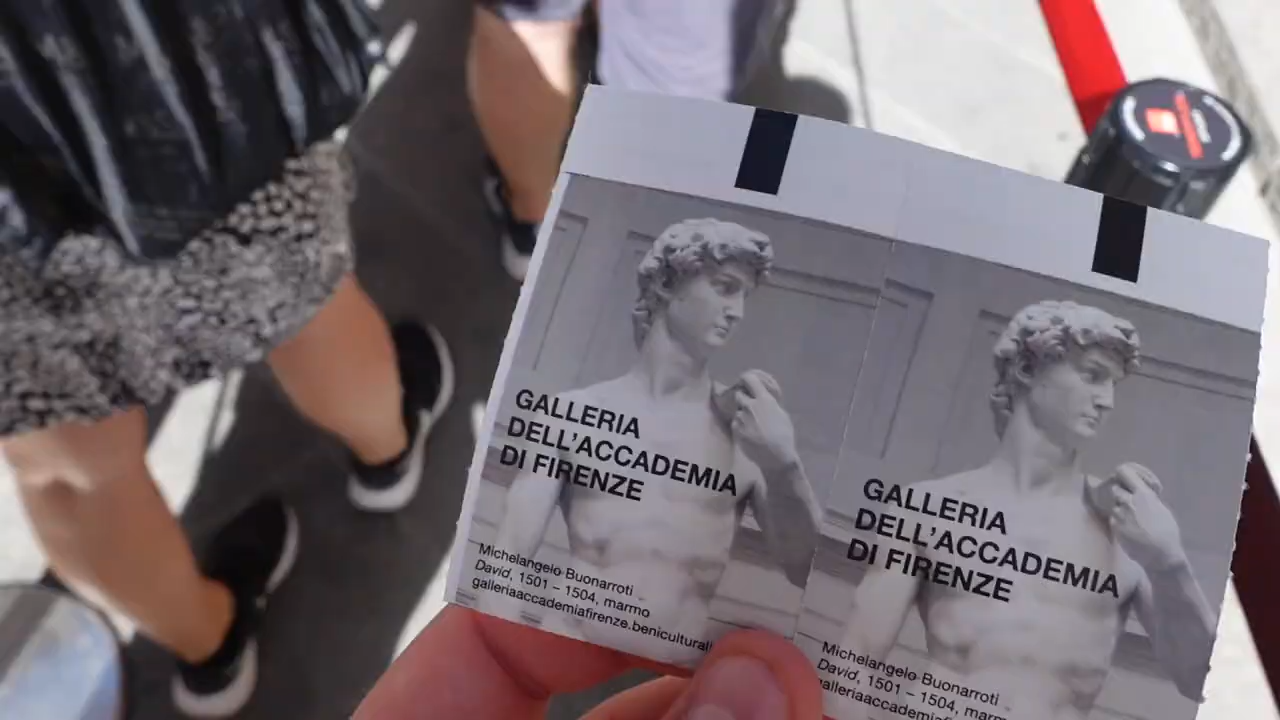 GALLERIA
DELL'ACCADEMIA
DI FIRENZE
Michelangelo Buonarroti
David, 1501 – 1504, marmo
galleriaaccademiafirenze.beniculturali
GALLERIA
DELL'ACCADEMIA
DI FIRENZE
Michelangelo Buonarroti
David, 1501 – 1504, marm